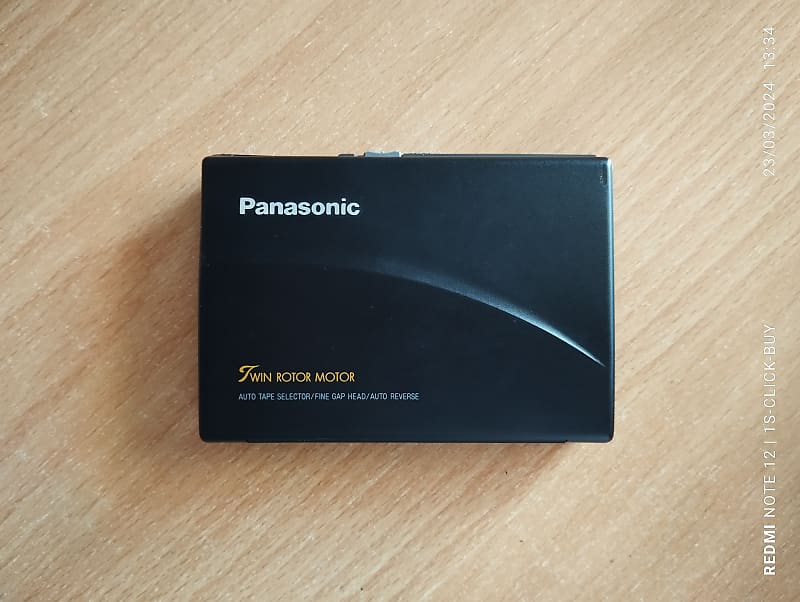 Panasonic
TWIN ROTOR MOTOR
AUTO TAPE SELECTOR/FINE GAP HEAD/AUTO REVERSE
23/03/2024 13:34
REDMI NOTE 12 | 1S-CLICK-BUY